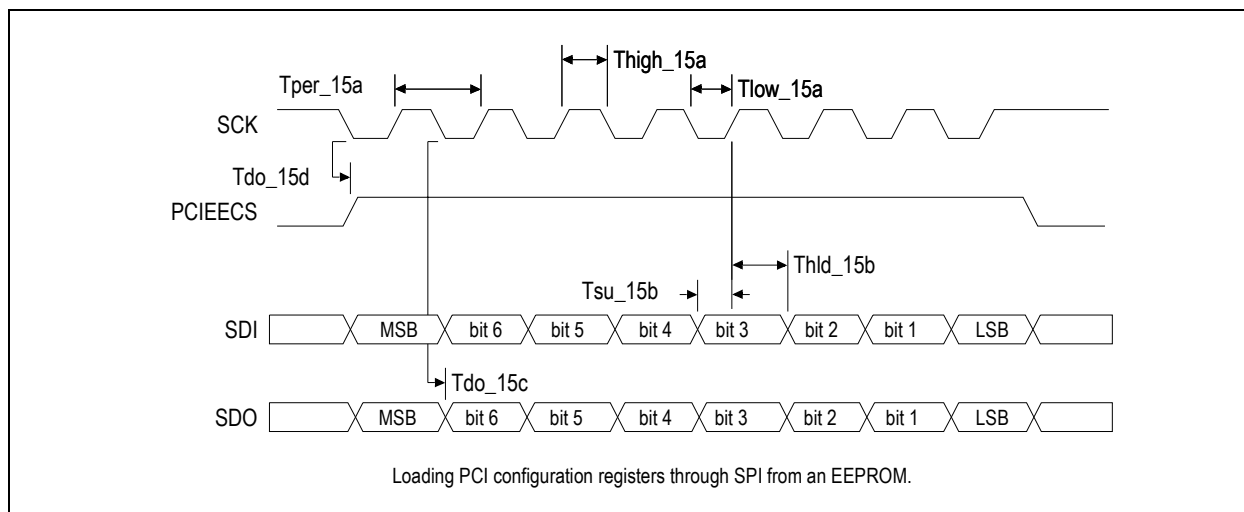 Thigh_15a
Tper_15a
Tlow_15a
SCK
Tdo_15d
PCIEECS
Thld_15b
Tsu_15b
SDI MSB bit 6 bit 5 bit 4 bit 3 bit 2 bit 1 LSB
Tdo_15c
SDO MSB bit 6 bit 5 bit 4 bit 3 bit 2 bit 1 LSB
Loading PCI configuration registers through SPI from an EEPROM.